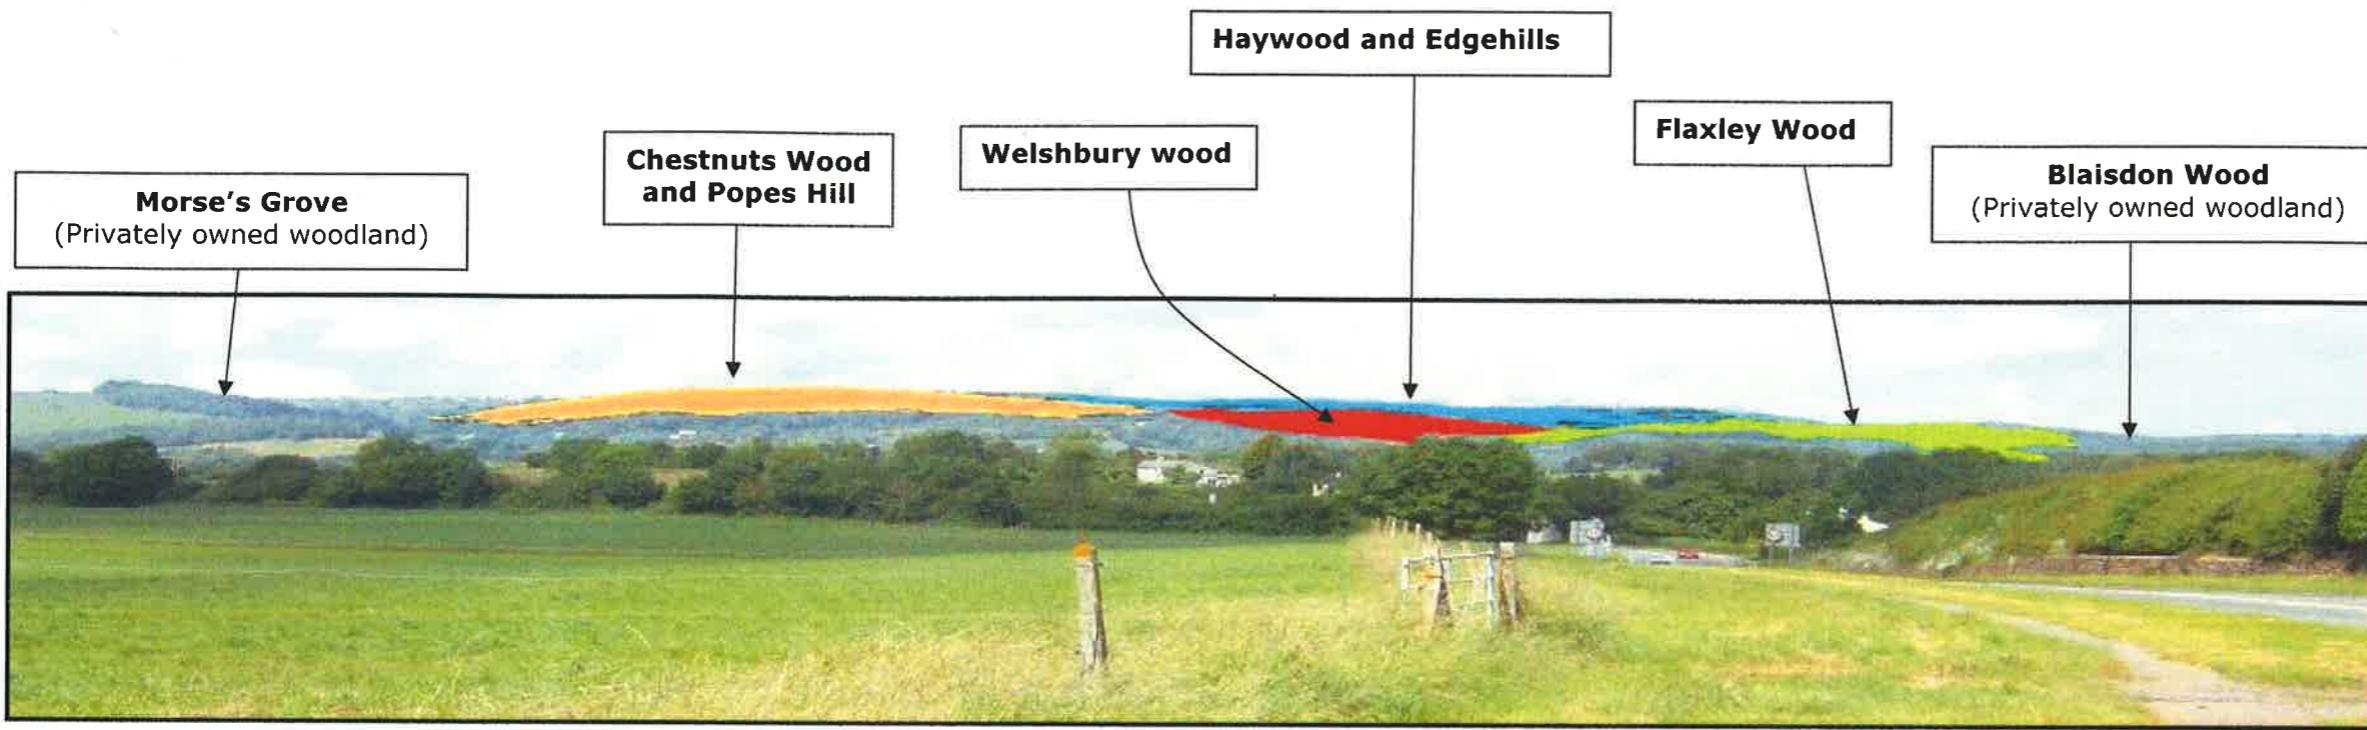 Haywood and Edgehills
Flaxley Wood
Chestnuts Wood
and Popes Hill
Welshbury wood
Blaisdon Wood
(Privately owned woodland)
Morse's Grove
(Privately owned woodland)